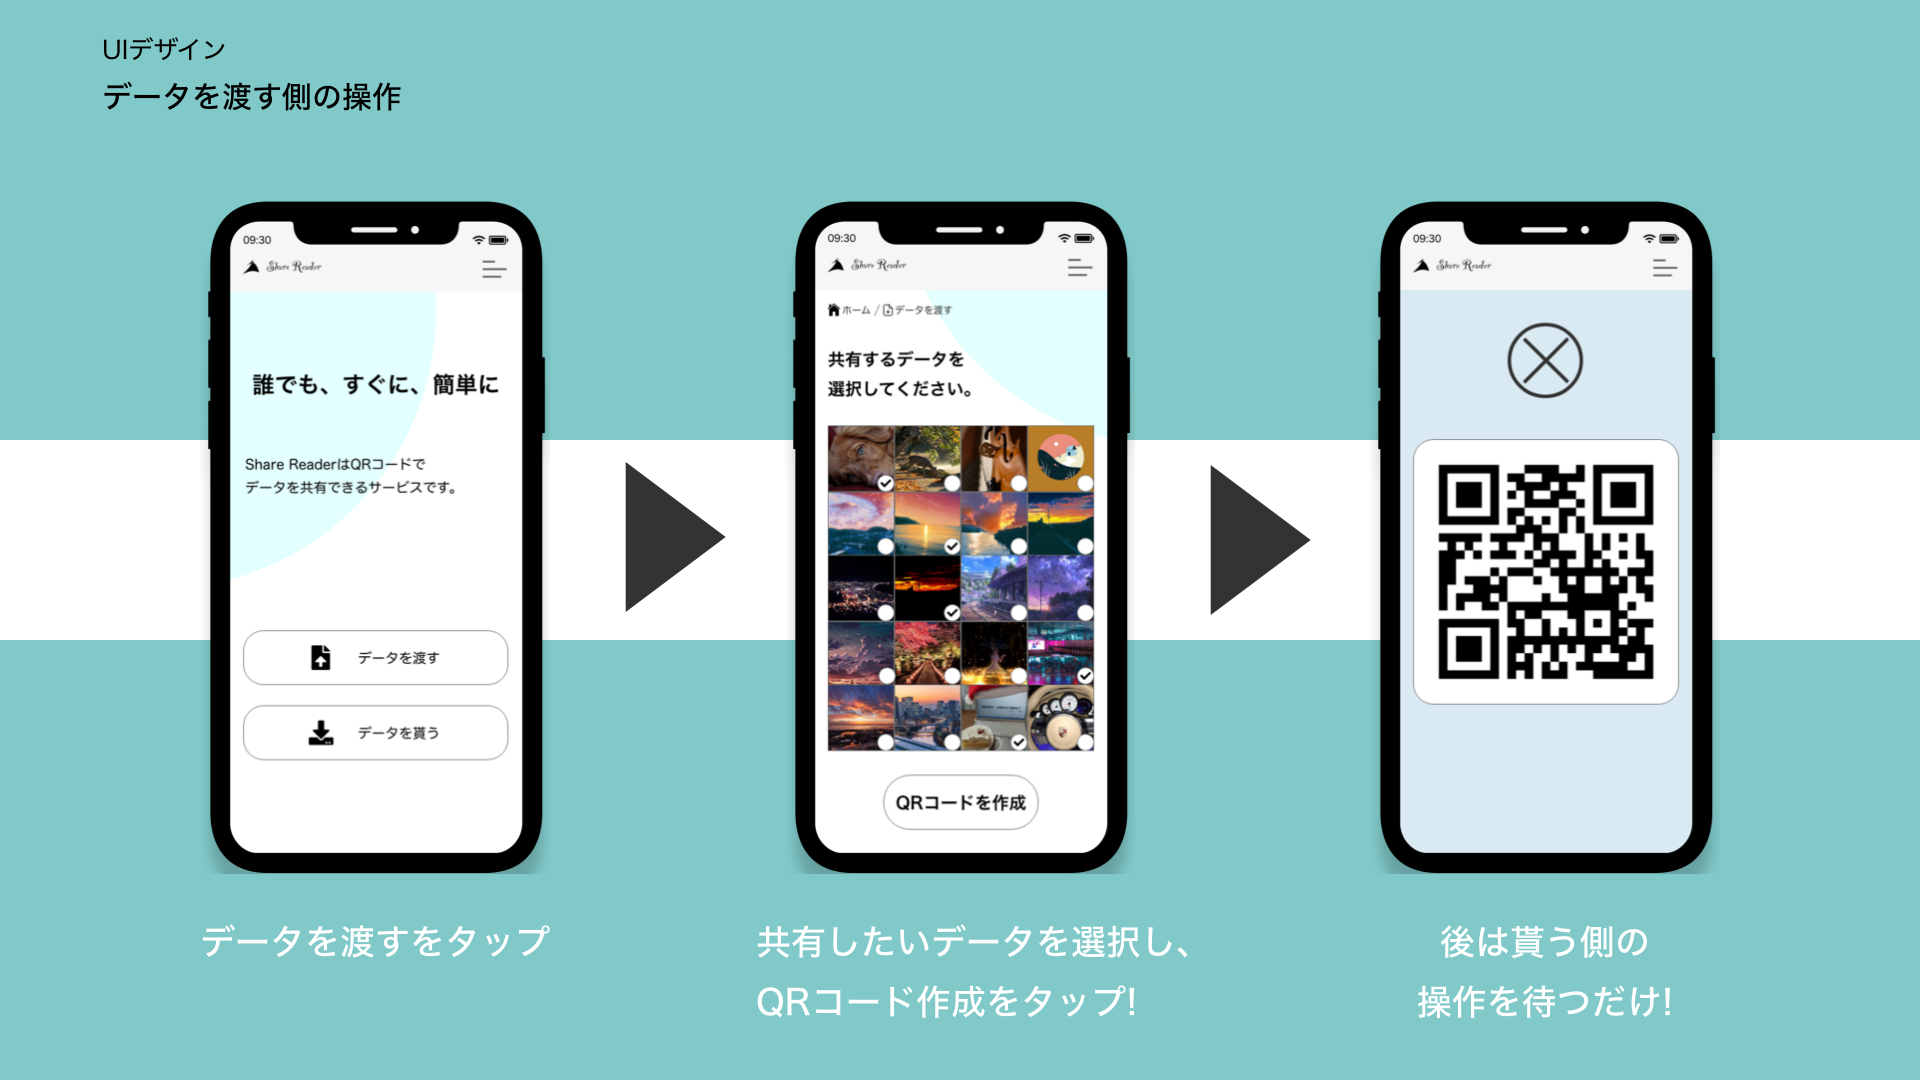 UIデザイン
データを渡す側の操作
09:30
Share Reader
誰でも、すぐに、簡単に
Share ReaderはQRコードで
データを共有できるサービスです。
データを渡す
データを貰う
データを渡すをタップ
09:30
Share Reader
ホーム / データを渡す
共有するデータを
選択してください。
QRコードを作成
共有したいデータを選択し、
QRコード作成をタップ!
09:30
Share Reader
後は貰う側の
操作を待つだけ!